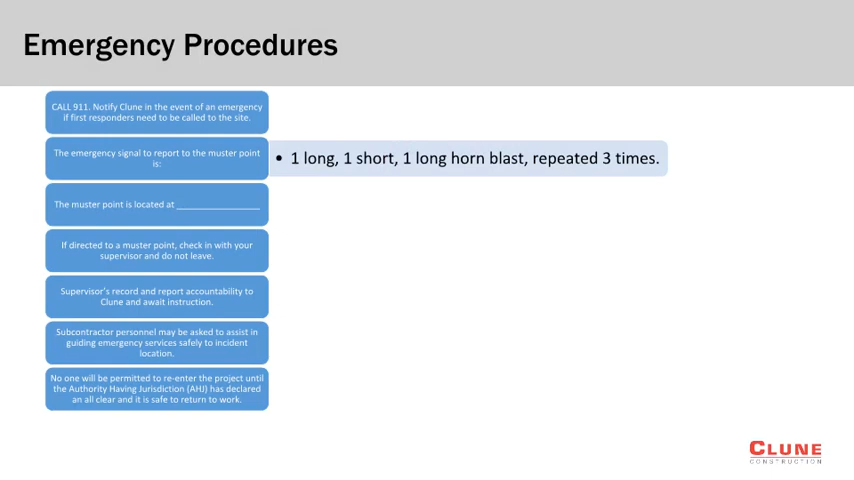 Emergency Procedures
CALL 911. Notify Clune in the event of an emergency
if first responders need to be called to the site.
The emergency signal to report to the muster point
is:
• 1 long, 1 short, 1 long horn blast, repeated 3 times.
The muster point is located at _________________
If directed to a muster point, check in with your
supervisor and do not leave.
Supervisor's record and report accountability to
Clune and await instruction.
Subcontractor personnel may be asked to assist in
guiding emergency services safely to incident
location.
No one will be permitted to re-enter the project until
the Authority Having Jurisdiction (AHJ) has declared
an all clear and it is safe to return to work.
CLUNE
CONSTRUCTION